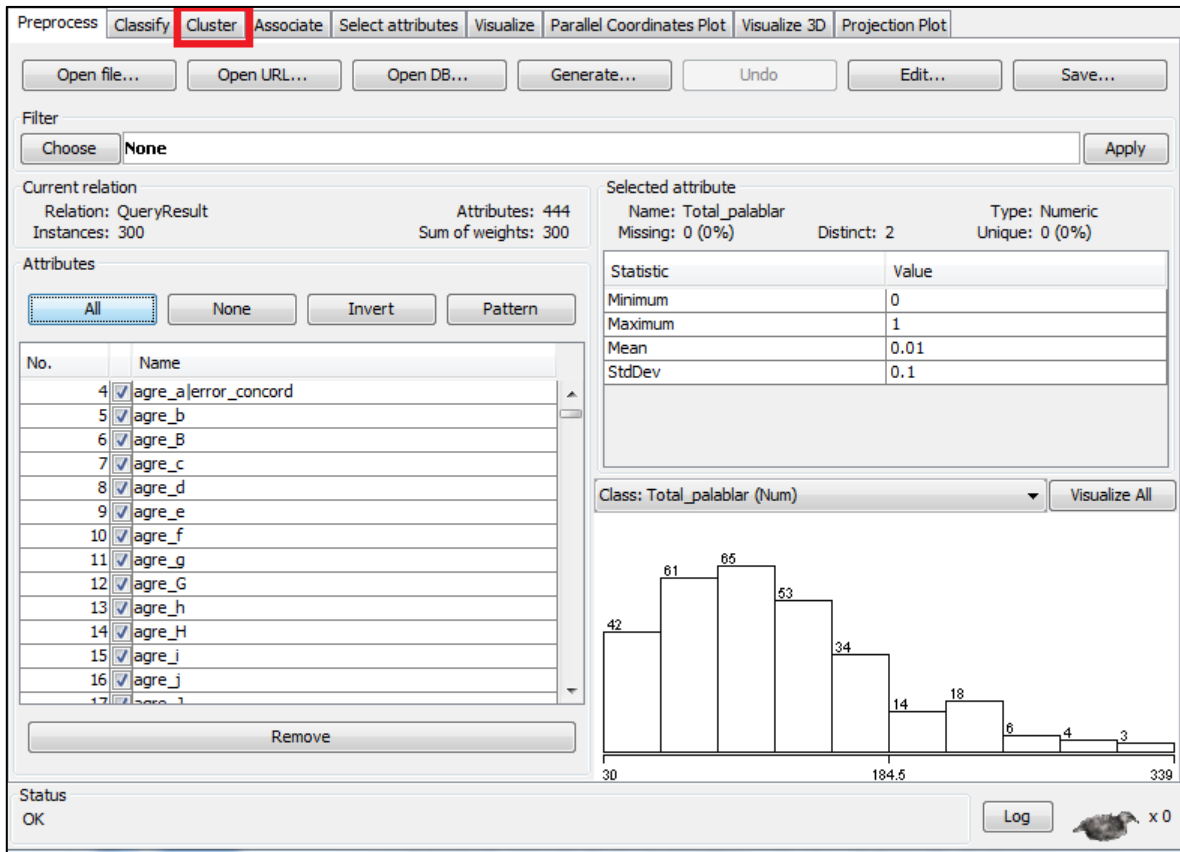 Preprocess Classify Cluster Associate Select attributes Visualize Parallel Coordinates Plot Visualize 3D Projection Plot
Open file... Open URL... Open DB... Generate... Undo Edit... Save...
Filter
Choose None Apply
Current relation
Relation: QueryResult Attributes: 444
Instances: 300 Sum of weights: 300
Attributes
All None Invert Pattern
No. Name
4 agre_a|error_concord
5 agre_b
6 agre_B
7 agre_c
8 agre_d
9 agre_e
10 agre_f
11 agre_g
12 agre_G
13 agre_h
14 agre_H
15 agre_i
16 agre_j
Remove
Selected attribute
Name: Total_palablar Type: Numeric
Missing: 0 (0%) Distinct: 2 Unique: 0 (0%)
Statistic Value
Minimum 0
Maximum 1
Mean 0.01
StdDev 0.1
Class: Total_palablar (Num) Visualize All
42 61 65 53 34 14 18 6 4 3
30 184.5 339
Status
OK Log x 0